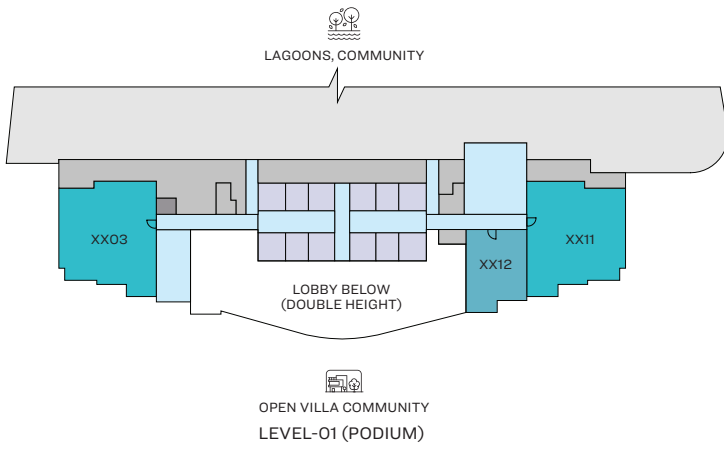 LAGOONS, COMMUNITY
XX03
XX11
XX12
LOBBY BELOW
(DOUBLE HEIGHT)
OPEN VILLA COMMUNITY
LEVEL-01 (PODIUM)